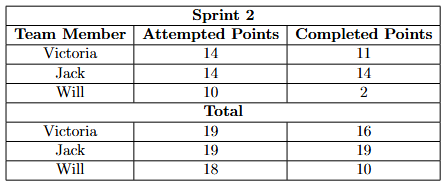 Sprint 2
Team Member Attempted Points Completed Points
Victoria 14 11
Jack 14 14
Will 10 2
Total
Victoria 19 16
Jack 19 19
Will 18 10